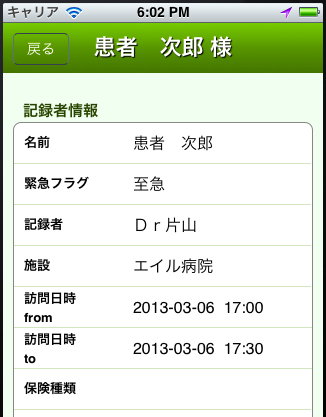 キャリア 6:02 PM
戻る 患者　次郎 様
記録者情報
名前 患者　次郎
緊急フラグ 至急
記録者 Ｄｒ片山
施設 エイル病院
訪問日時
from 2013-03-06 17:00
訪問日時
to 2013-03-06 17:30
保険種類